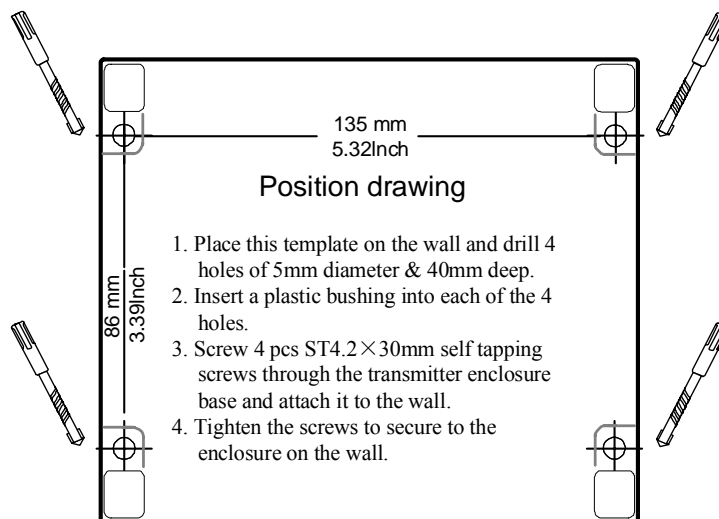 135 mm
5.32Inch
Position drawing
86 mm
3.39Inch
1. Place this template on the wall and drill 4
holes of 5mm diameter & 40mm deep.
2. Insert a plastic bushing into each of the 4
holes.
3. Screw 4 pcs ST4.2×30mm self tapping
screws through the transmitter enclosure
base and attach it to the wall.
4. Tighten the screws to secure to the
enclosure on the wall.